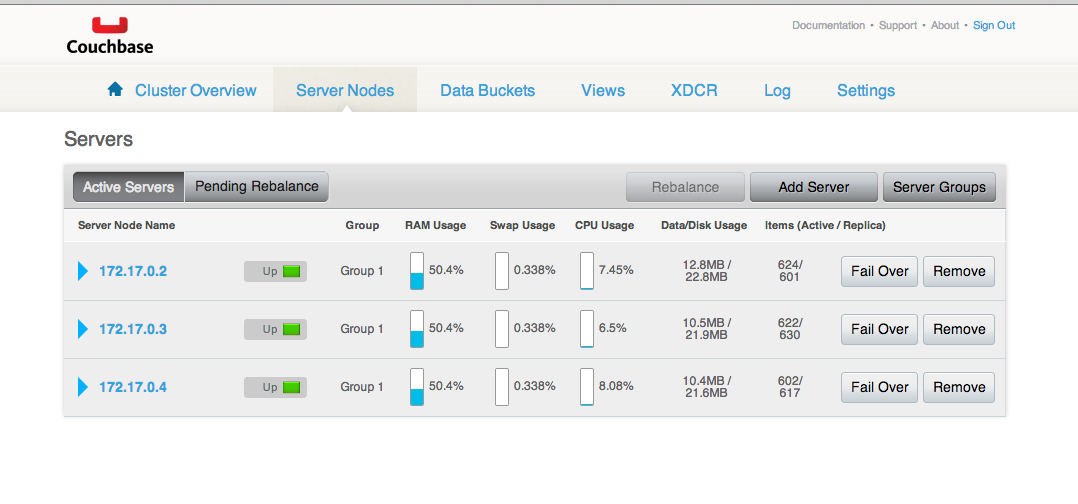 Couchbase
Documentation • Support • About • Sign Out
Cluster Overview Server Nodes Data Buckets Views XDCR Log Settings
Servers
Active Servers Pending Rebalance Rebalance Add Server Server Groups
Server Node Name Group RAM Usage Swap Usage CPU Usage Data/Disk Usage Items (Active / Replica)
172.17.0.2 Up Group 1 50.4% 0.338% 7.45% 12.8MB / 624/ Fail Over Remove
22.8MB 601
172.17.0.3 Up Group 1 50.4% 0.338% 6.5% 10.5MB / 622/ Fail Over Remove
21.9MB 630
172.17.0.4 Up Group 1 50.4% 0.338% 8.08% 10.4MB / 602/ Fail Over Remove
21.6MB 617